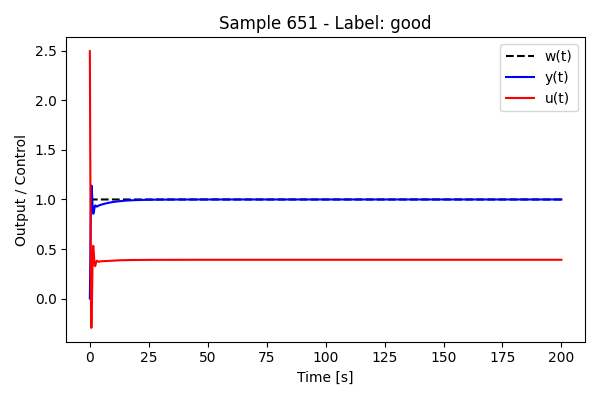 Sample 651 - Label: good
w(t)
y(t)
u(t)
Output / Control
2.5
2.0
1.5
1.0
0.5
0.0
0 25 50 75 100 125 150 175 200
Time [s]